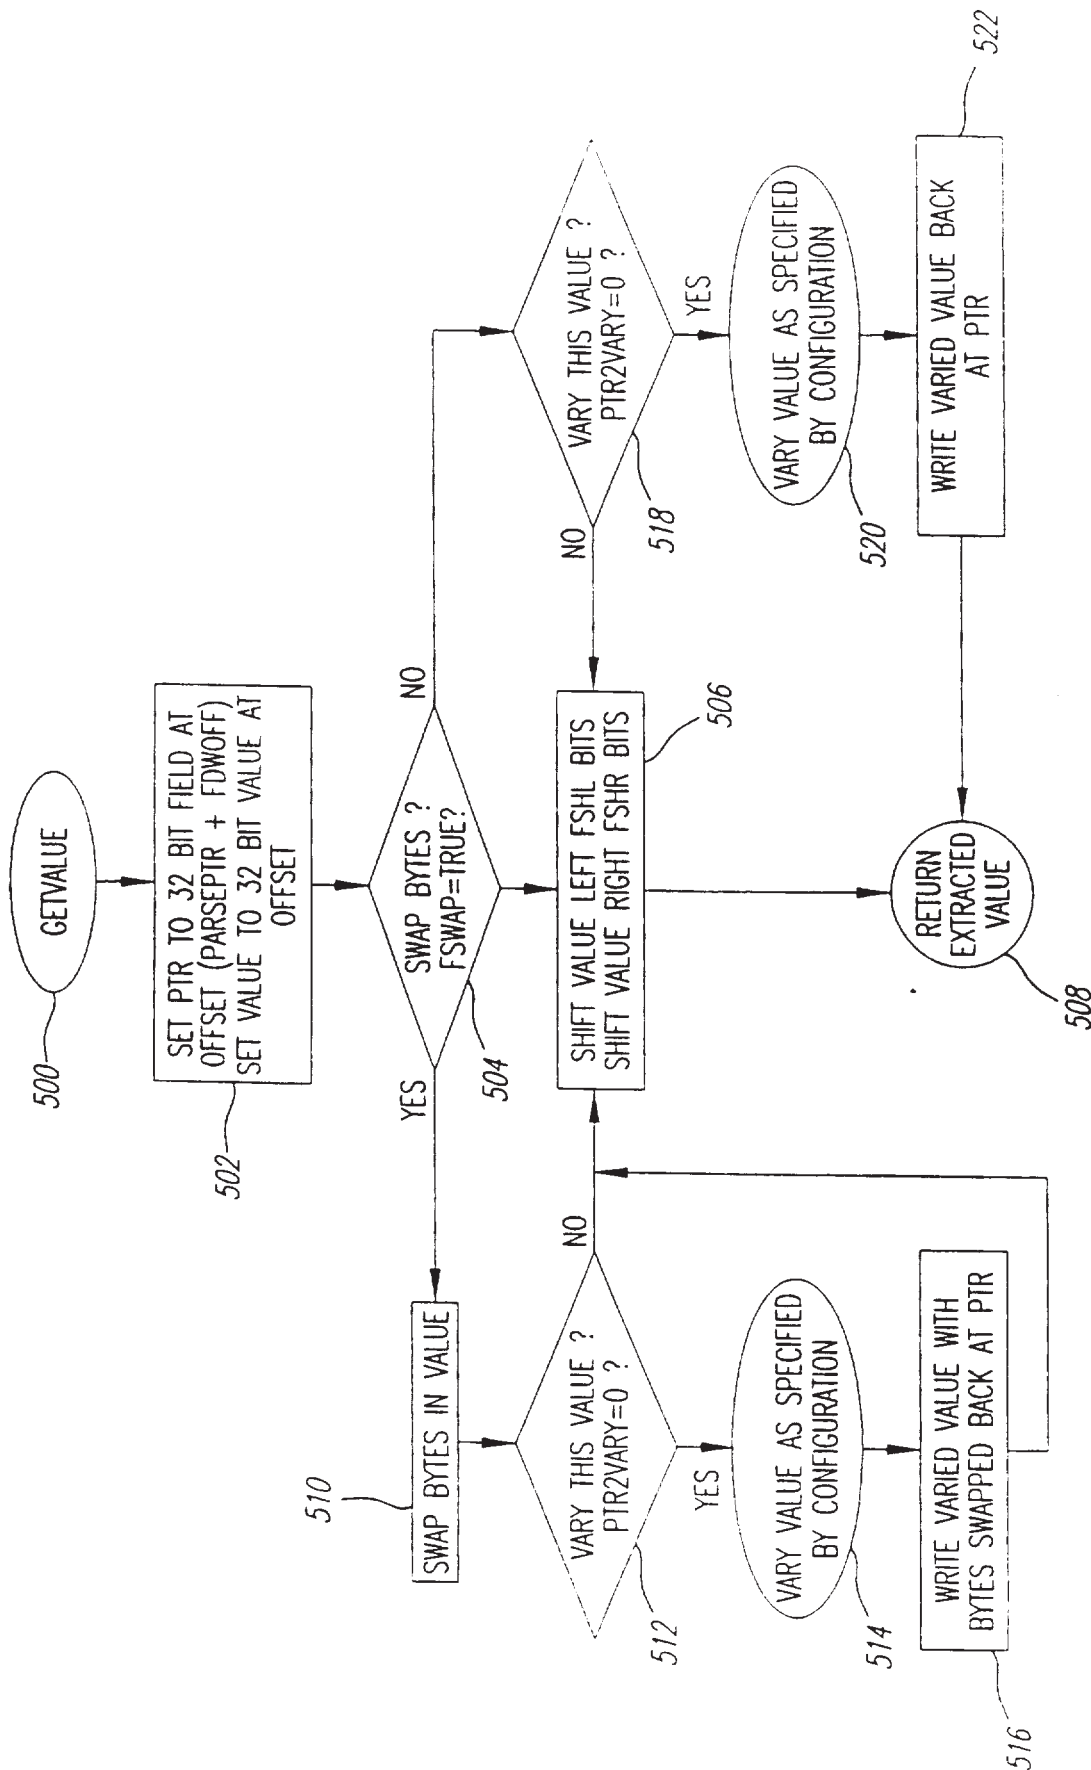 GETVALUE
500
SET PTR TO 32 BIT FIELD AT
OFFSET (PARSEPTR + FDWOFF)
SET VALUE TO 32 BIT VALUE AT
OFFSET
502
SWAP BYTES ?
FSWAP=TRUE?
504
YES
NO
SWAP BYTES IN VALUE
510
VARY THIS VALUE ?
PTR2VARY=0 ?
512
NO
YES
SHIFT VALUE LEFT FSHL BITS
SHIFT VALUE RIGHT FSHR BITS
506
VARY THIS VALUE ?
PTR2VARY=0 ?
518
NO
YES
VARY VALUE AS SPECIFIED
BY CONFIGURATION
514
VARY VALUE AS SPECIFIED
BY CONFIGURATION
520
WRITE VARIED VALUE WITH
BYTES SWAPPED BACK AT PTR
516
RETURN
EXTRACTED
VALUE
508
WRITE VARIED VALUE BACK
AT PTR
522